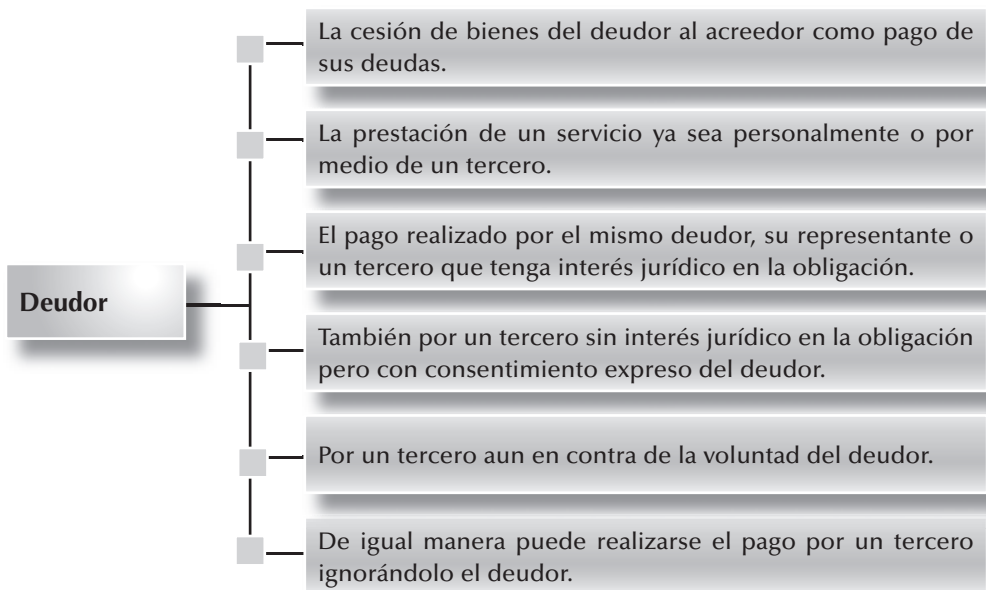 La cesión de bienes del deudor al acreedor como pago de
sus deudas.
La prestación de un servicio ya sea personalmente o por
medio de un tercero.
El pago realizado por el mismo deudor, su representante o
un tercero que tenga interés jurídico en la obligación.
Deudor
También por un tercero sin interés jurídico en la obligación
pero con consentimiento expreso del deudor.
Por un tercero aun en contra de la voluntad del deudor.
De igual manera puede realizarse el pago por un tercero
ignorándolo el deudor.